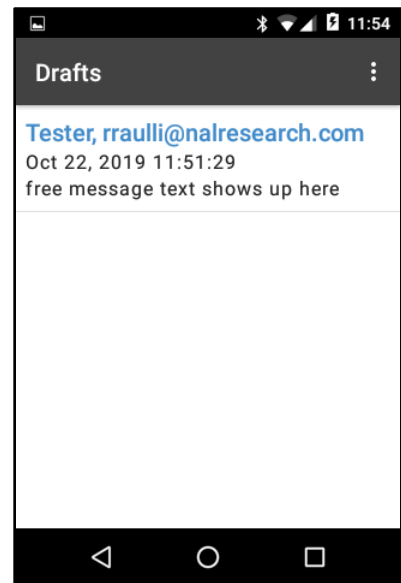 11:54
Drafts
Tester, rraulli@nalresearch.com
Oct 22, 2019 11:51:29
free message text shows up here